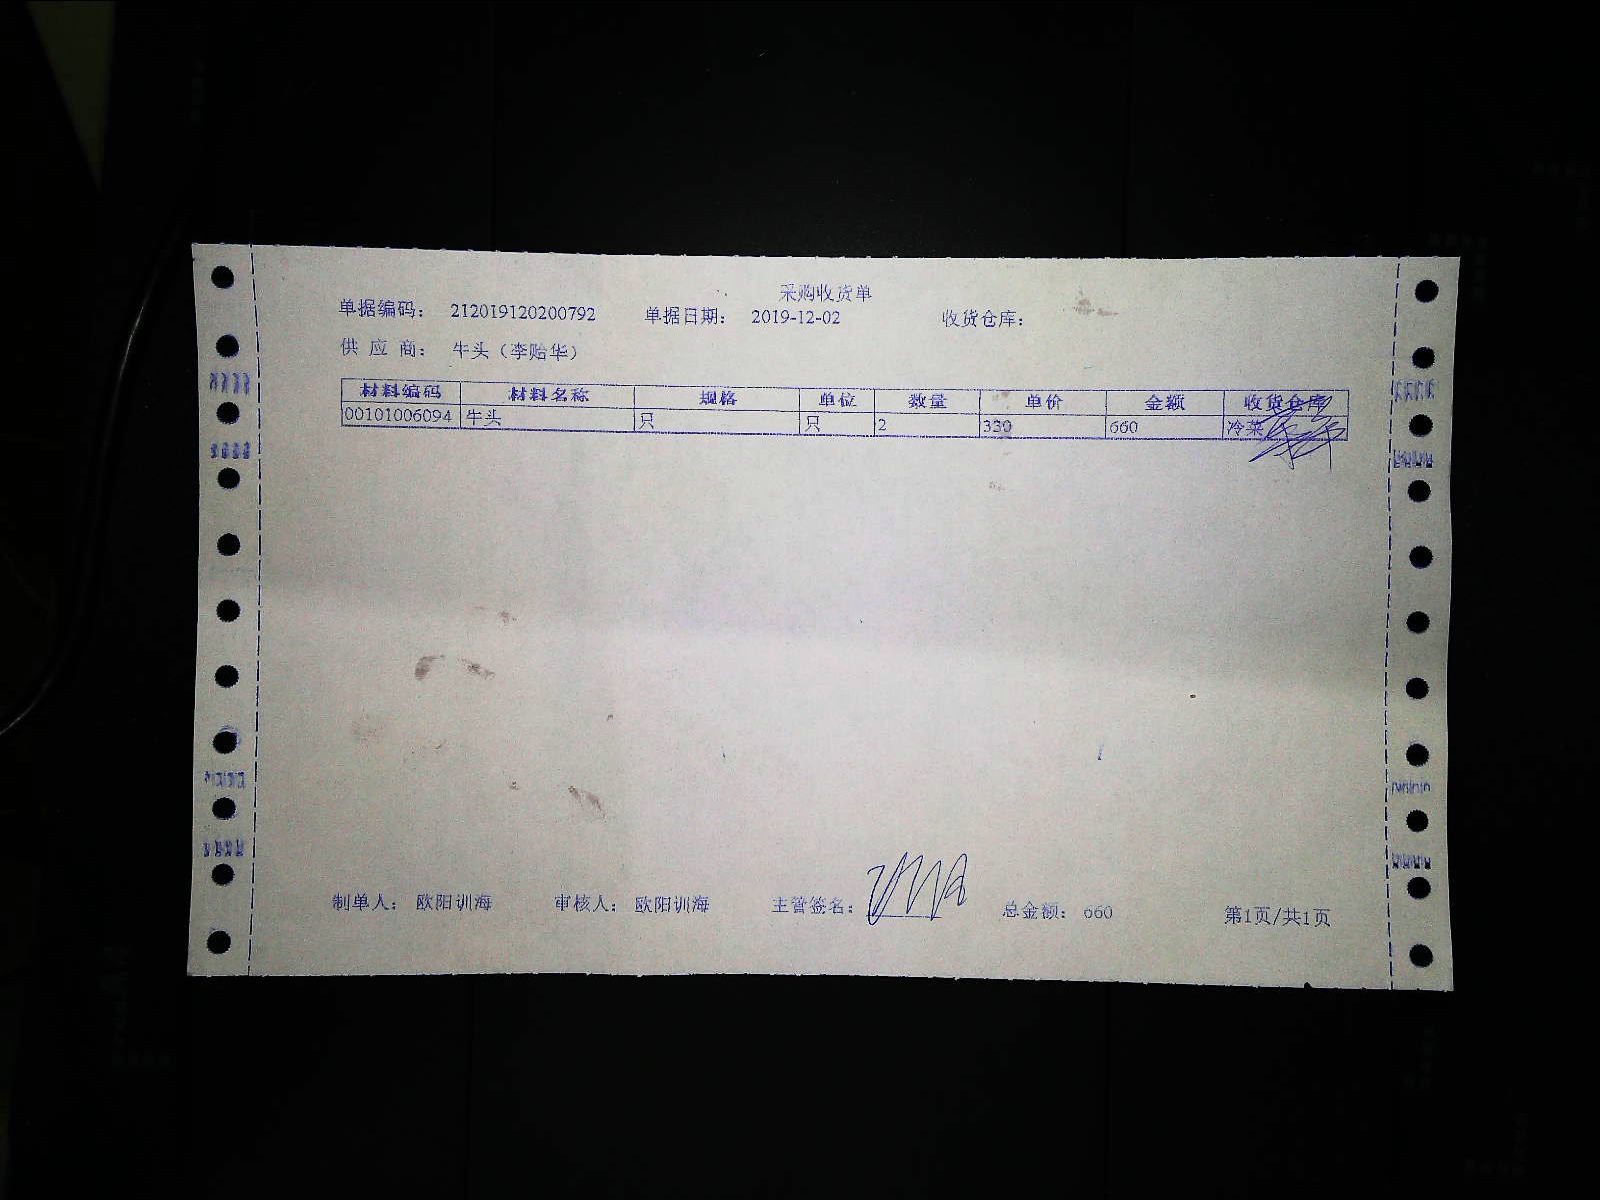 采购收货单
单据编码： 212019120200792 单据日期： 2019-12-02 收货仓库：
供 应 商： 牛头（李贻华）
材料编码 材料名称 规格 单位 数量 单价 金额 收货仓库
00101006094 牛头 只 只 2 330 660 冷菜
制单人： 欧阳训海 审核人： 欧阳训海 主管签名： 总金额： 660 第1页/共1页